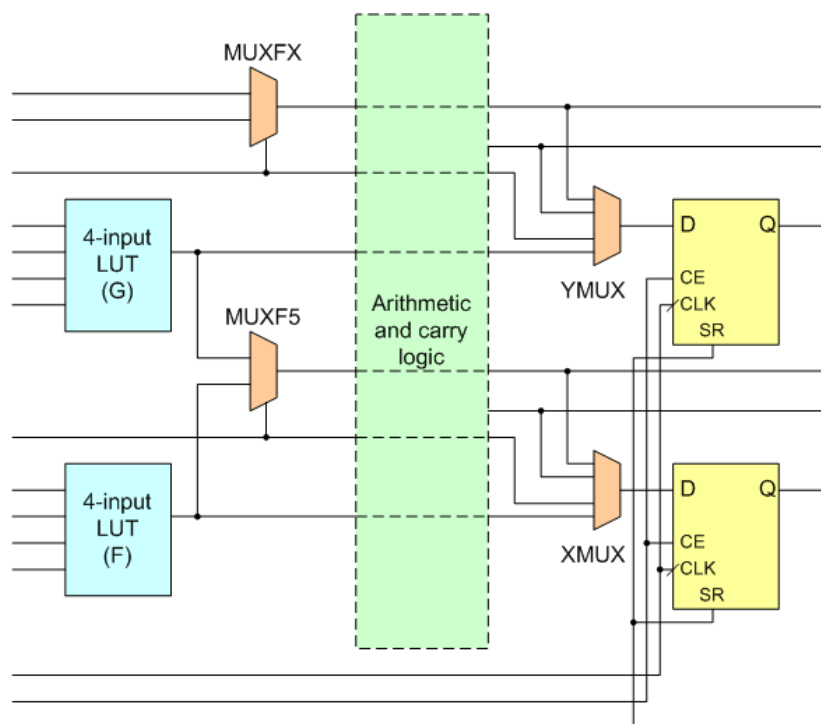 MUXFX
4-input
LUT
(G)
MUXF5
Arithmetic
and carry
logic
YMUX
D
Q
CE
CLK
SR
4-input
LUT
(F)
XMUX
D
Q
CE
CLK
SR